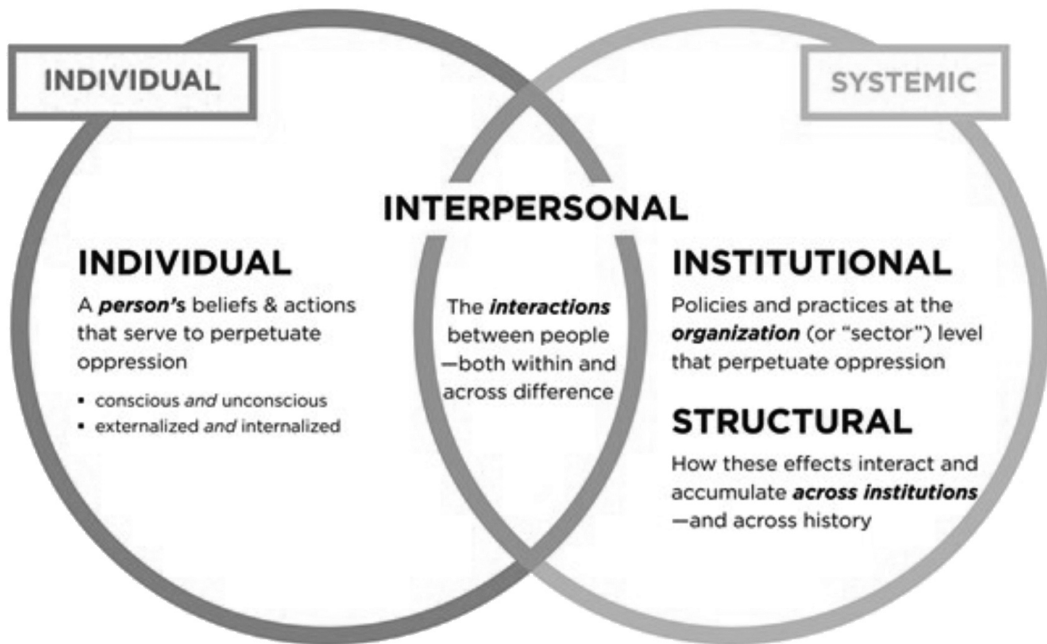 INDIVIDUAL
SYSTEMIC
INTERPERSONAL
INDIVIDUAL
A person's beliefs & actions
that serve to perpetuate
oppression
▪ conscious and unconscious
▪ externalized and internalized
The interactions
between people
—both within and
across difference
INSTITUTIONAL
Policies and practices at the
organization (or “sector”) level
that perpetuate oppression
STRUCTURAL
How these effects interact and
accumulate across institutions
—and across history